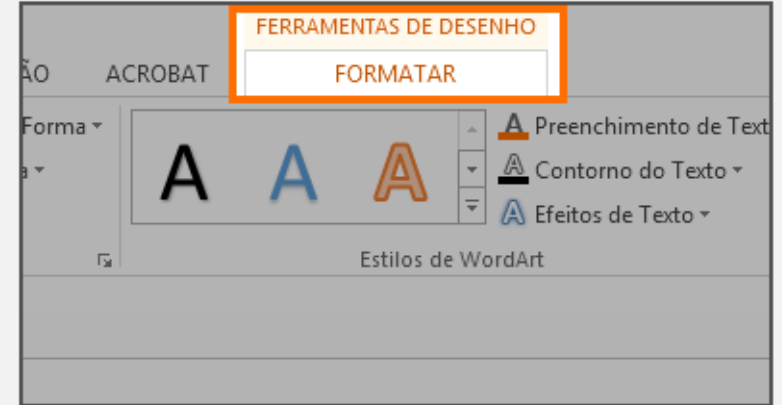 FERRAMENTAS DE DESENHO
ÃO ACROBAT FORMATAR
Forma
A A A
A Preenchimento de Text
a
A Contorno do Texto
A Efeitos de Texto
Estilos de WordArt